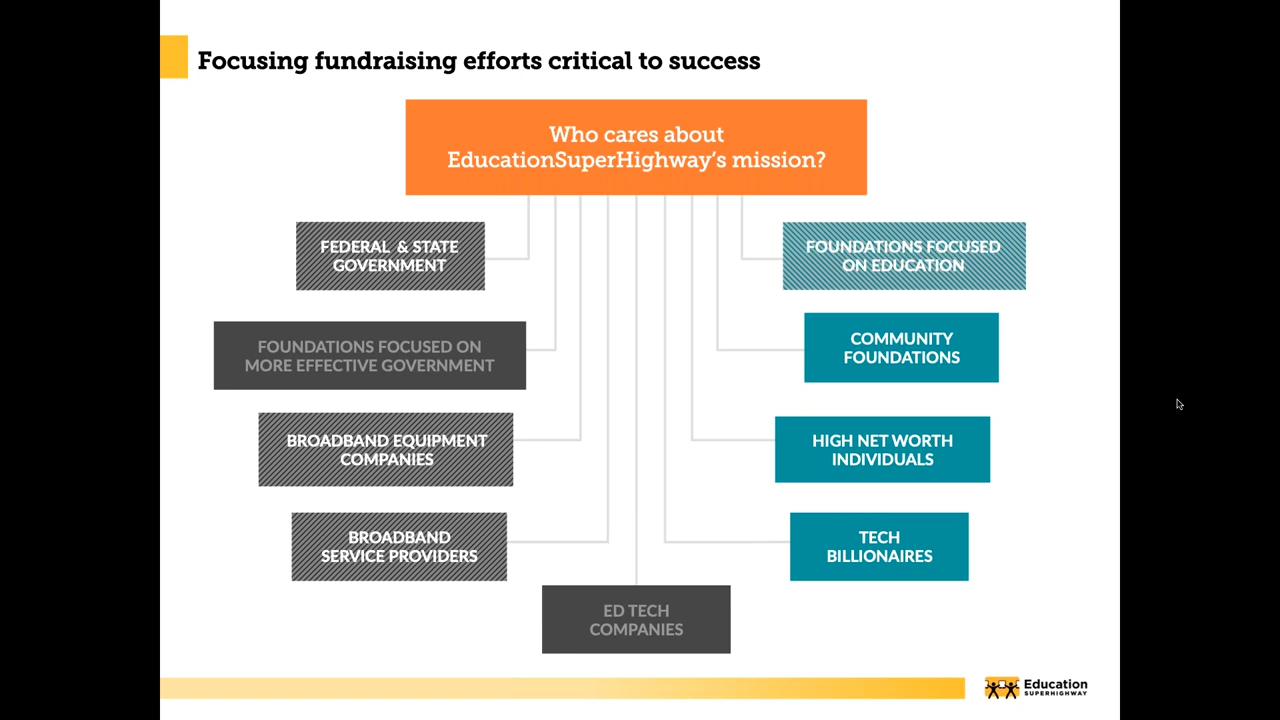 Focusing fundraising efforts critical to success
Who cares about
EducationSuperHighway's mission?
FEDERAL & STATE
GOVERNMENT
FOUNDATIONS FOCUSED
ON EDUCATION
FOUNDATIONS FOCUSED ON
MORE EFFECTIVE GOVERNMENT
COMMUNITY
FOUNDATIONS
BROADBAND EQUIPMENT
COMPANIES
HIGH NET WORTH
INDIVIDUALS
BROADBAND
SERVICE PROVIDERS
TECH
BILLIONAIRES
ED TECH
COMPANIES
Education
SUPERHIGHWAY